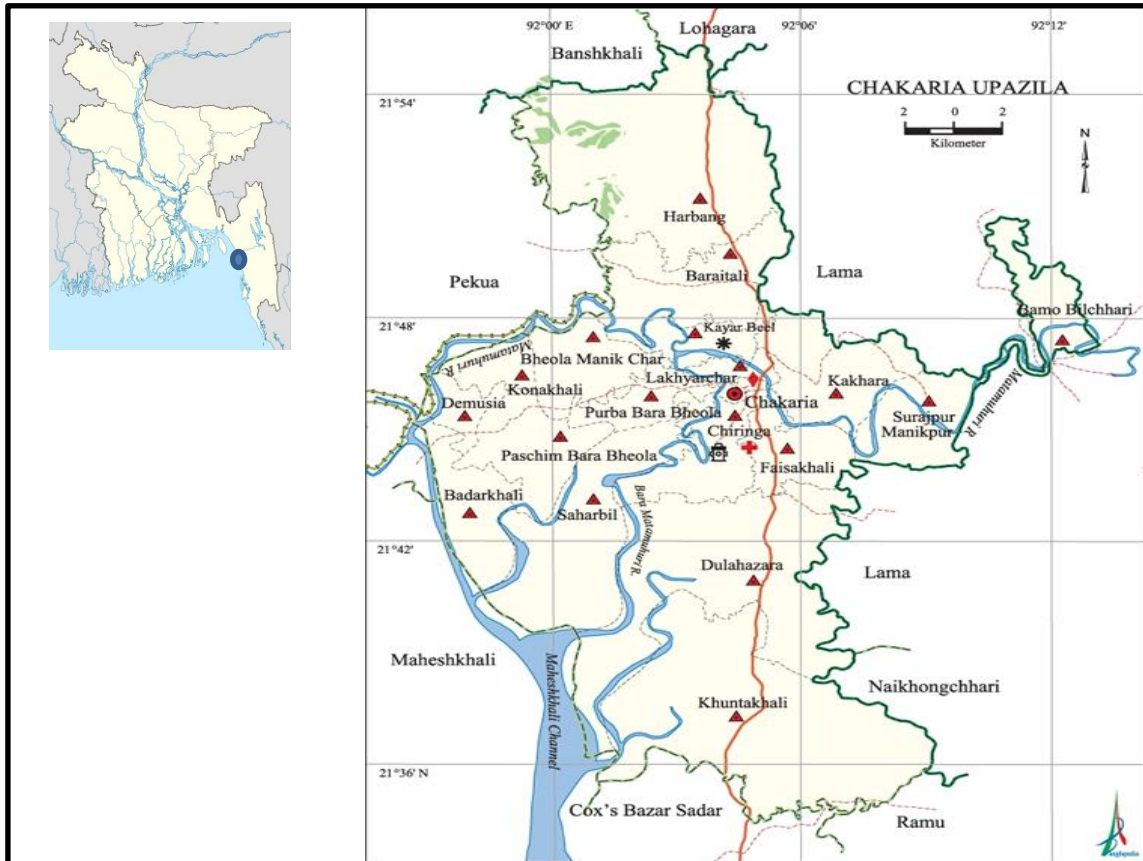 92°00' E
92°06'
92°12'
Lohagara
Banshkhali
CHAKARIA UPAZILA
21°54'
2 0 2
Kilometer
N
Harbang
Baraitali
Lama
Pekua
Bamo Bilchhari
21°48'
Kayar Beel
Matamuhuri R.
Bheola Manik Char
Lakhyarchar
Konakhali
Kakhara
Demusia
Chakaria
Purba Bara Bheola
Surajpur
Manikpur
Matamuhuri R.
Chiringa
Paschim Bara Bheola
Faisakhali
Badarkhali
Saharbil
Bara Matamuhuri R.
21°42'
Dulahazara
Lama
Maheshkhali
Maheshkhali Channel
Naikhongchhari
Khuntakhali
21°36' N
Cox's Bazar Sadar
Ramu